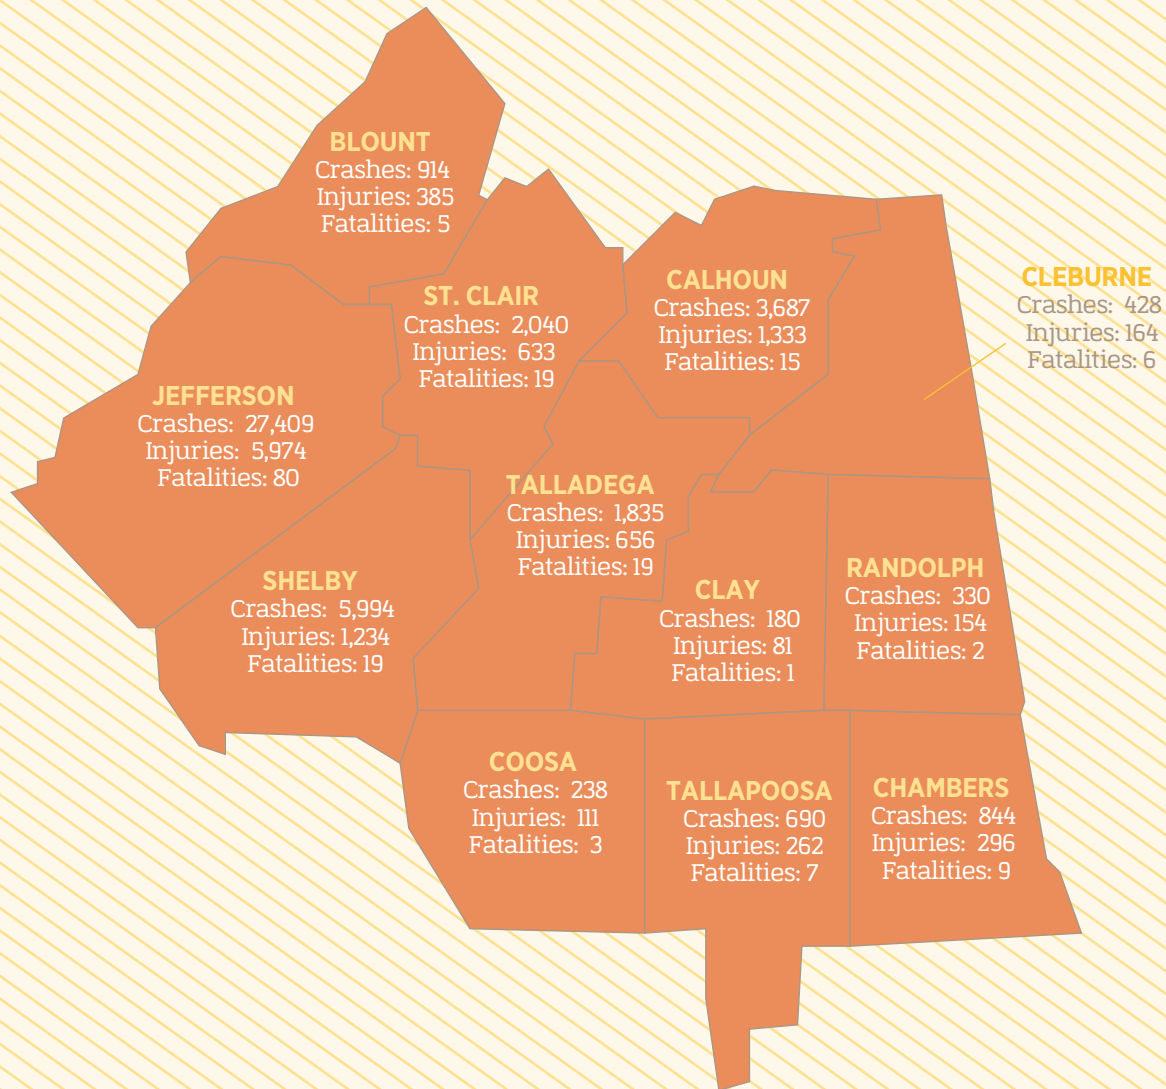 BLOUNT
Crashes: 914
Injuries: 385
Fatalities: 5
ST. CLAIR
Crashes: 2,040
Injuries: 633
Fatalities: 19
CALHOUN
Crashes: 3,687
Injuries: 1,333
Fatalities: 15
CLEBURNE
Crashes: 428
Injuries: 164
Fatalities: 6
JEFFERSON
Crashes: 27,409
Injuries: 5,974
Fatalities: 80
TALLADEGA
Crashes: 1,835
Injuries: 656
Fatalities: 19
SHELBY
Crashes: 5,994
Injuries: 1,234
Fatalities: 19
CLAY
Crashes: 180
Injuries: 81
Fatalities: 1
RANDOLPH
Crashes: 330
Injuries: 154
Fatalities: 2
COOSA
Crashes: 238
Injuries: 111
Fatalities: 3
TALLAPOOSA
Crashes: 690
Injuries: 262
Fatalities: 7
CHAMBERS
Crashes: 844
Injuries: 296
Fatalities: 9